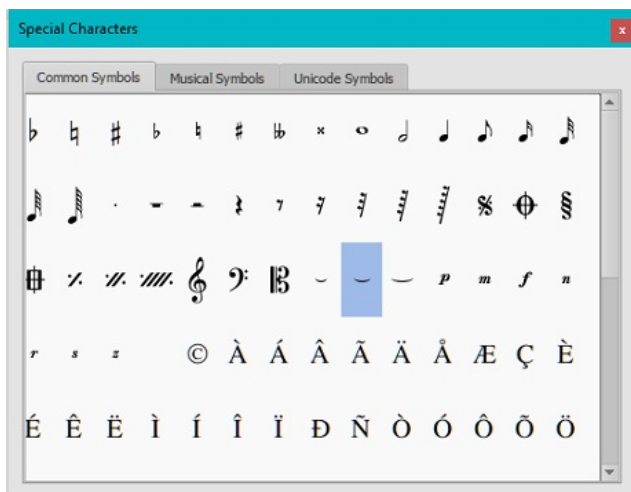 Special Characters x
Common Symbols Musical Symbols Unicode Symbols
♭ ♮ ♯ ♭ ♮ ♯ 𝄫 𝄪 𝅝 𝅗𝅥 𝅘𝅥 𝅘𝅥𝅮 𝅘𝅥𝅯 𝅘𝅥𝅰
𝅘𝅥𝅱 𝅘𝅥𝅲 · 𝄻 𝄼 𝄽 𝄾 𝄿 𝅀 𝅁 𝅂 𝄋 𝄌 §
𝄎 𝄏 𝄞 𝄢 𝄡 ‿ ‿ ‿ p m f n
r s z © À Á Â Ã Ä Å Æ Ç È
É Ê Ë Ì Í Î Ï Ð Ñ Ò Ó Ô Õ Ö